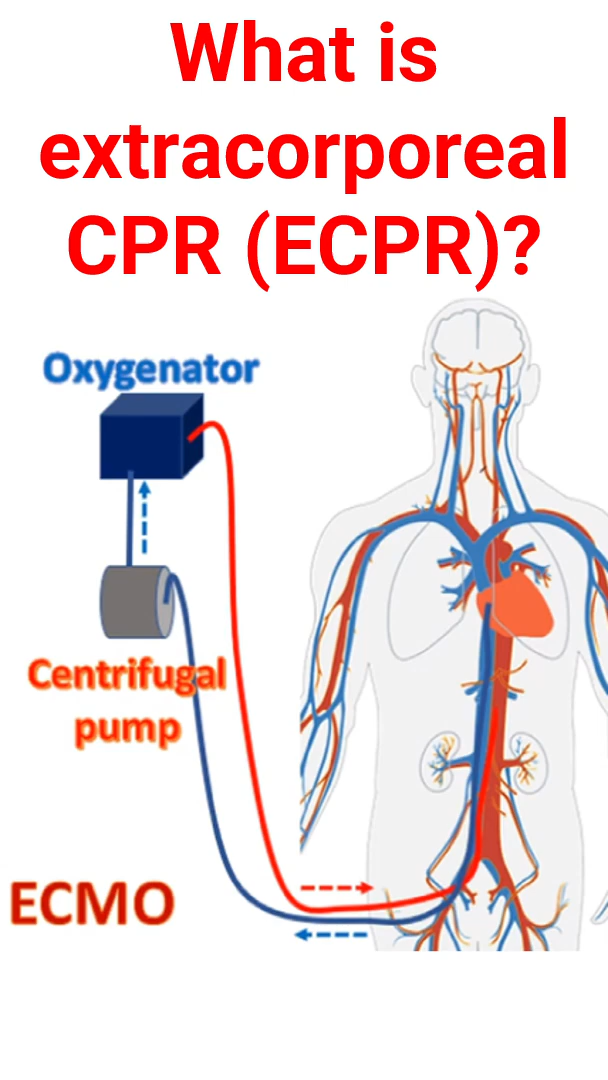 What is
extracorporeal
CPR (ECPR)?
Oxygenator
Centrifugal
pump
ECMO